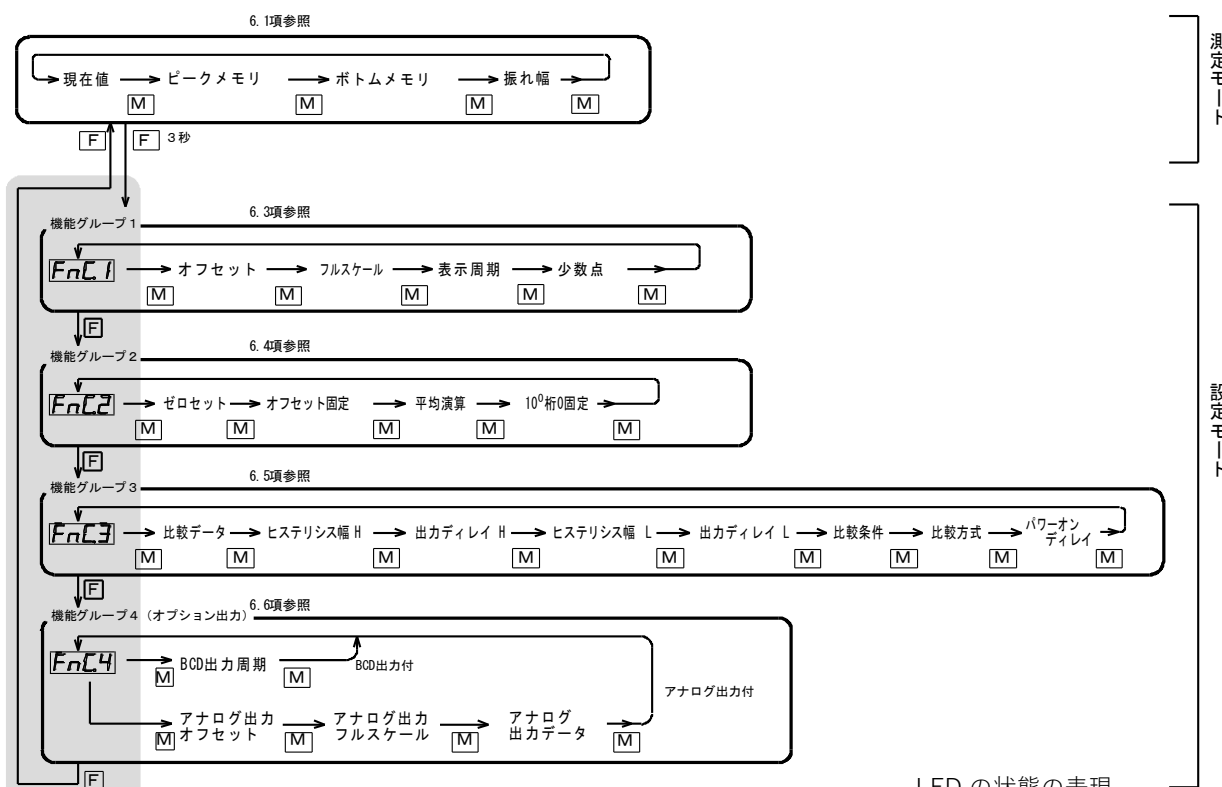 6.1項参照
現在値 ピークメモリ ボトムメモリ 振れ幅
M M M M
F F 3秒
測定モード
6.3項参照
機能グループ1
FnC.1 オフセット フルスケール 表示周期 少数点
M M M M M
F
6.4項参照
機能グループ2
FnC.2 ゼロセット オフセット固定 平均演算 10⁰桁0固定
M M M M M
F
6.5項参照
機能グループ3
FnC.3 比較データ ヒステリシス幅 H 出力ディレイ H ヒステリシス幅 L 出力ディレイ L 比較条件 比較方式 パワーオン
ディレイ
M M M M M M M M M
F
6.6項参照
機能グループ4(オプション出力)
FnC.4 BCD出力周期 BCD出力付
M M
アナログ出力付
アナログ出力 アナログ出力 アナログ
オフセット フルスケール 出力データ
M M M M
F
設定モード
LED の状態の表現